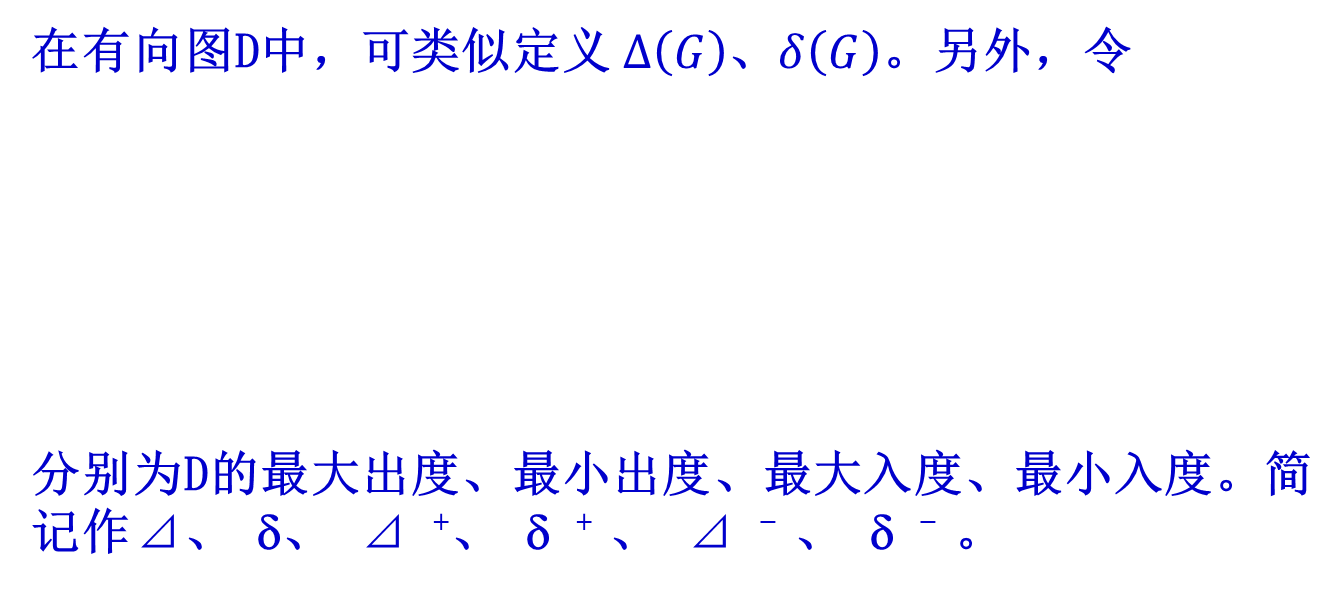 在有向图D中，可类似定义 Δ(G)、δ(G)。另外，令
分别为D的最大出度、最小出度、最大入度、最小入度。简
记作⊿、 δ、 ⊿ ⁺、 δ ⁺ 、 ⊿ ⁻ 、 δ ⁻ 。